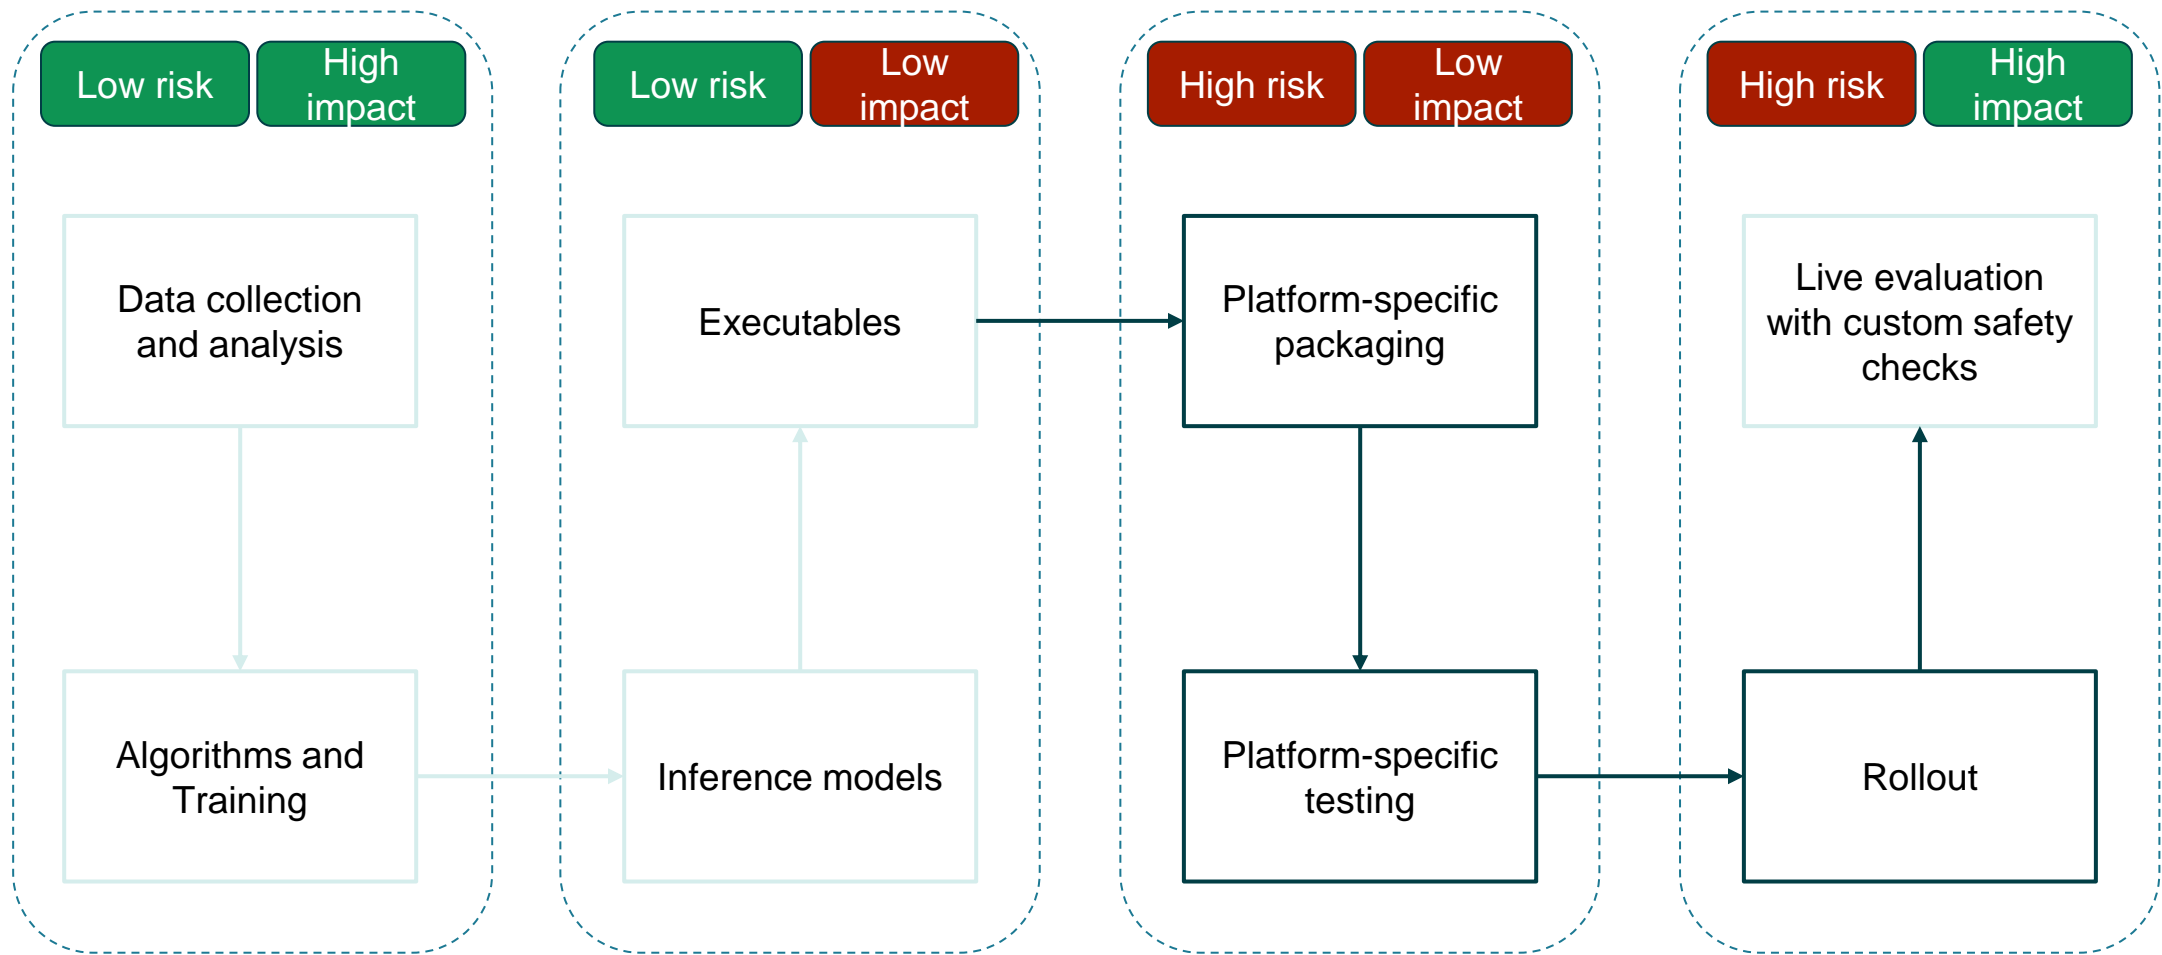 Low risk
High
impact
Data collection
and analysis
Algorithms and
Training
Low risk
Low
impact
Executables
Inference models
High risk
Low
impact
Platform-specific
packaging
Platform-specific
testing
High risk
High
impact
Live evaluation
with custom safety
checks
Rollout